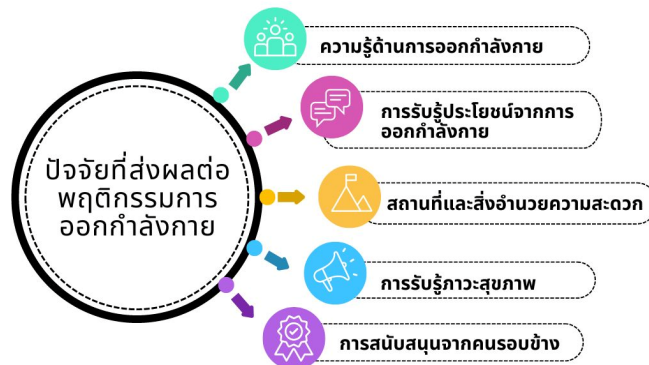 ปัจจัยที่ส่งผลต่อ
พฤติกรรมการ
ออกกำลังกาย
ความรู้ด้านการออกกำลังกาย
การรับรู้ประโยชน์จากการ
ออกกำลังกาย
สถานที่และสิ่งอำนวยความสะดวก
การรับรู้ภาวะสุขภาพ
การสนับสนุนจากคนรอบข้าง